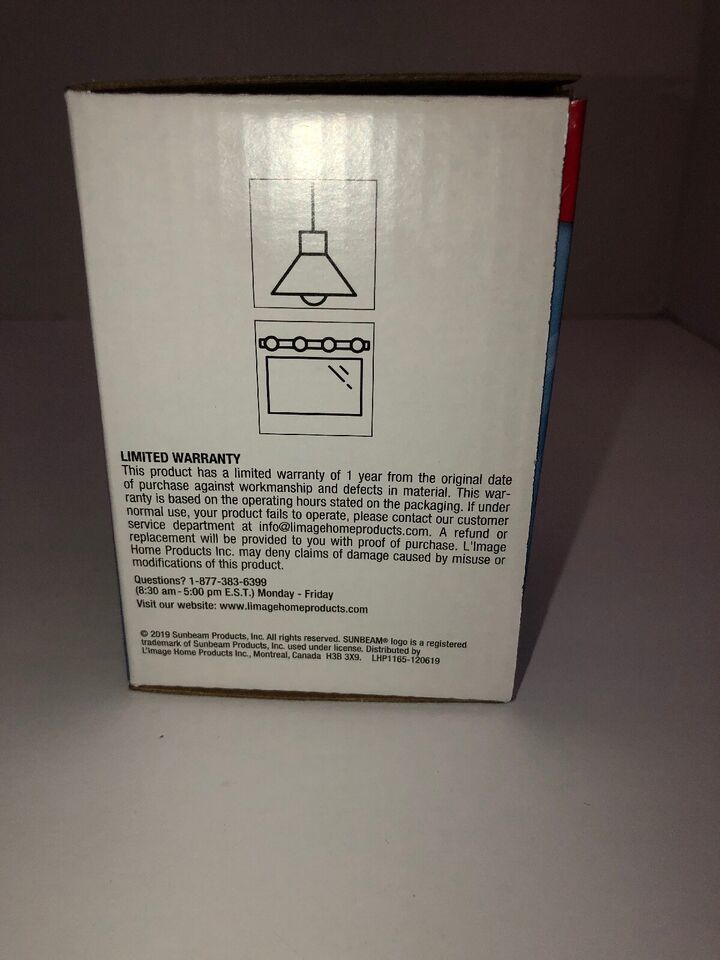 LIMITED WARRANTY
This product has a limited warranty of 1 year from the original date
of purchase against workmanship and defects in material. This war-
ranty is based on the operating hours stated on the packaging. If under
normal use, your product fails to operate, please contact our customer
service department at info@limagehomeproducts.com. A refund or
replacement will be provided to you with proof of purchase. L'Image
Home Products Inc. may deny claims of damage caused by misuse or
modifications of this product.
Questions? 1-877-383-6399
(8:30 am - 5:00 pm E.S.T.) Monday - Friday
Visit our website: www.limagehomeproducts.com
© 2019 Sunbeam Products, Inc. All rights reserved. SUNBEAM® logo is a registered
trademark of Sunbeam Products, Inc. used under license. Distributed by
L'Image Home Products Inc., Montreal, Canada H3B 3X9. LHP1165-120619